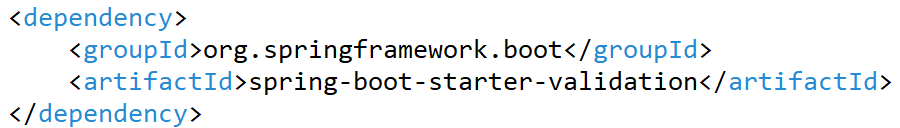 <dependency>
    <groupId>org.springframework.boot</groupId>
    <artifactId>spring-boot-starter-validation</artifactId>
</dependency>